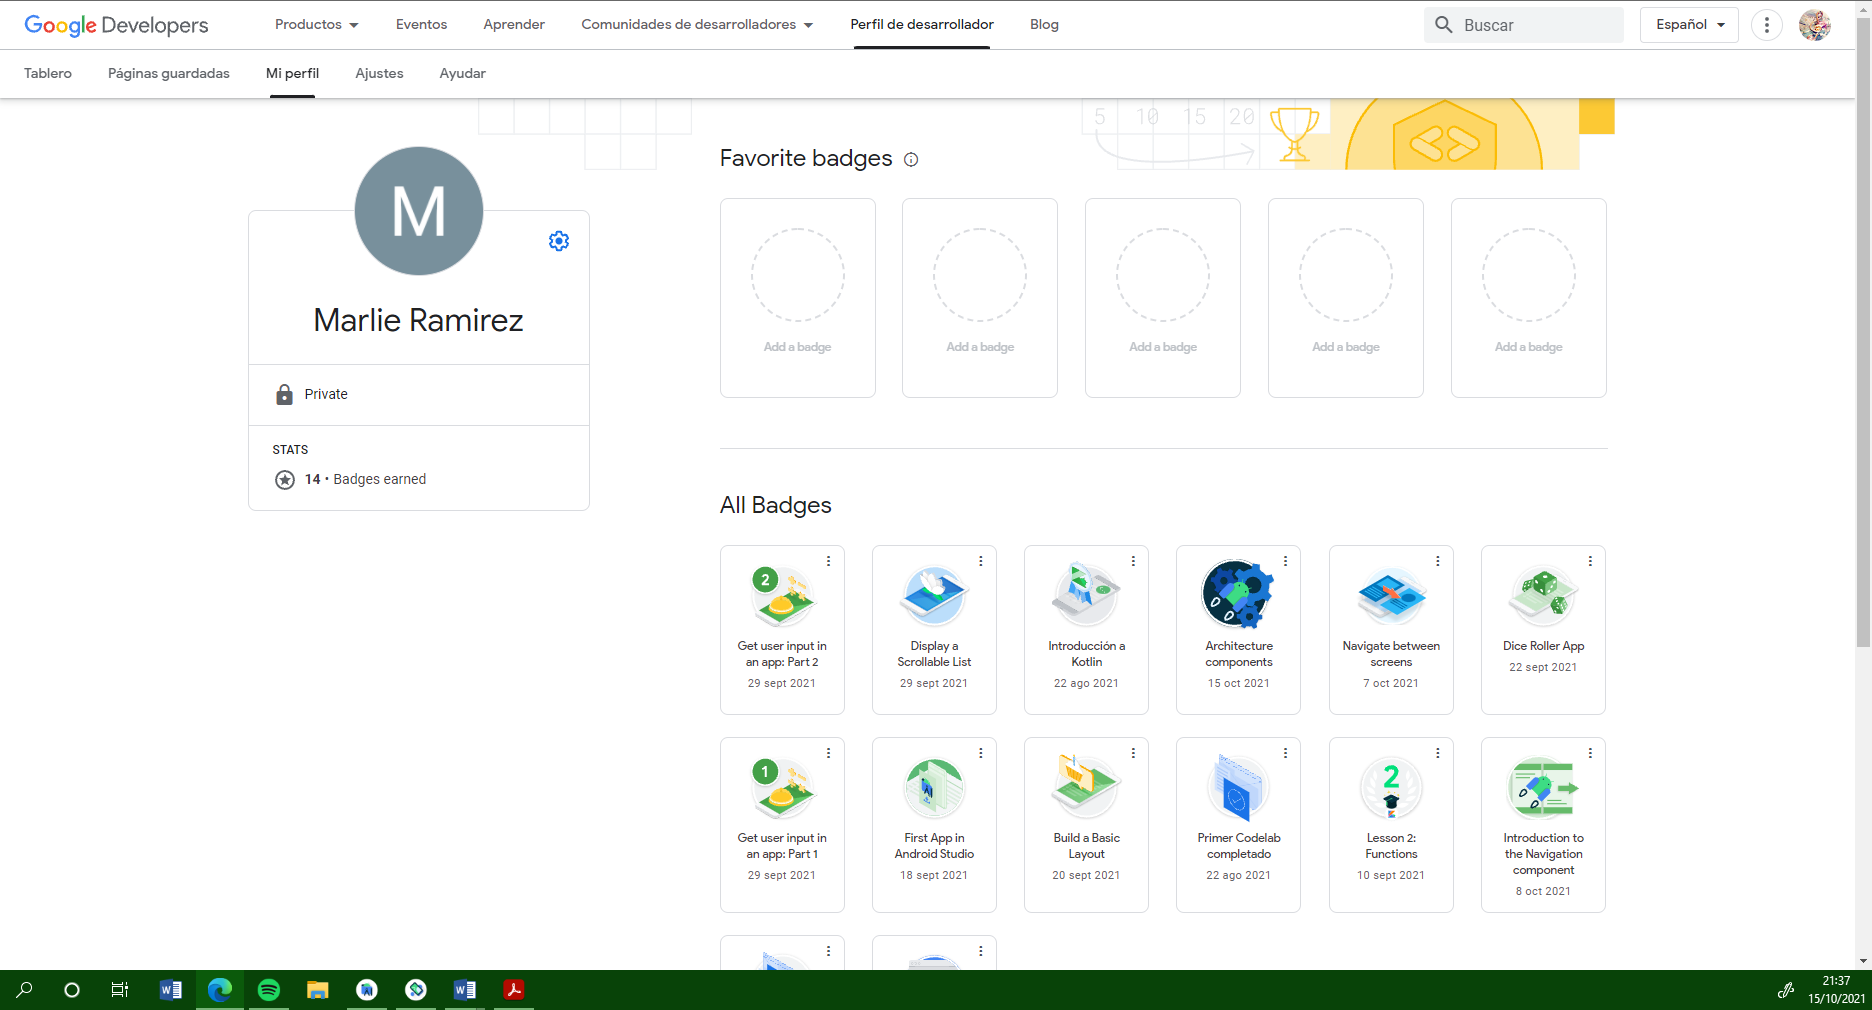 Google Developers
Productos
Eventos
Aprender
Comunidades de desarrolladores
Perfil de desarrollador
Blog
Buscar
Español
Tablero
Páginas guardadas
Mi perfil
Ajustes
Ayudar
5 10 15 20
M
Marlie Ramirez
Private
STATS
14 • Badges earned
Favorite badges
Add a badge
Add a badge
Add a badge
Add a badge
Add a badge
All Badges
2
Get user input in
an app: Part 2
29 sept 2021
Display a
Scrollable List
29 sept 2021
Introducción a
Kotlin
22 ago 2021
Architecture
components
15 oct 2021
Navigate between
screens
7 oct 2021
Dice Roller App
22 sept 2021
1
Get user input in
an app: Part 1
29 sept 2021
First App in
Android Studio
18 sept 2021
Build a Basic
Layout
20 sept 2021
Primer Codelab
completado
22 ago 2021
2
Lesson 2:
Functions
10 sept 2021
Introduction to
the Navigation
component
8 oct 2021
21:37
15/10/2021